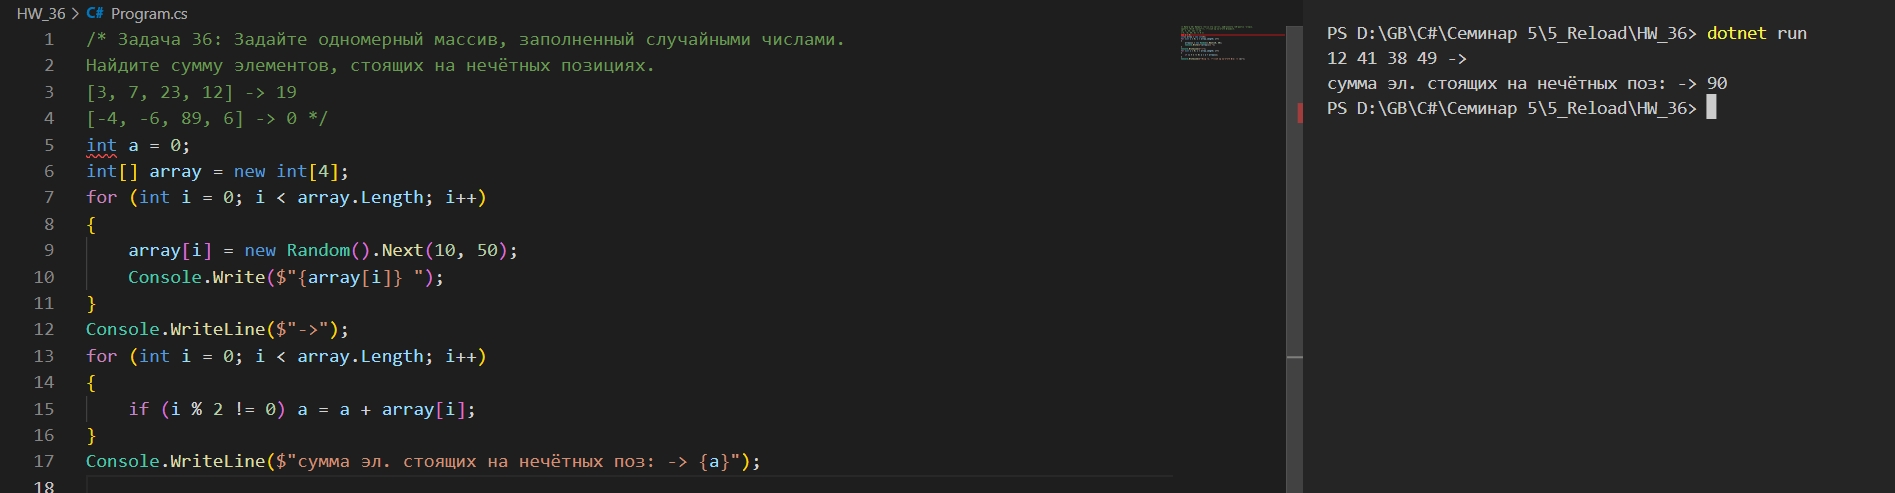 HW_36 > C# Program.cs
1 /* Задача 36: Задайте одномерный массив, заполненный случайными числами.
2 Найдите сумму элементов, стоящих на нечётных позициях.
3 [3, 7, 23, 12] -> 19
4 [-4, -6, 89, 6] -> 0 */
5 int a = 0;
6 int[] array = new int[4];
7 for (int i = 0; i < array.Length; i++)
8 {
9 array[i] = new Random().Next(10, 50);
10 Console.Write($"{array[i]} ");
11 }
12 Console.WriteLine($"->");
13 for (int i = 0; i < array.Length; i++)
14 {
15 if (i % 2 != 0) a = a + array[i];
16 }
17 Console.WriteLine($"сумма эл. стоящих на нечётных поз: -> {a}");
18
PS D:\GB\C#\Семинар 5\5_Reload\HW_36> dotnet run
12 41 38 49 ->
сумма эл. стоящих на нечётных поз: -> 90
PS D:\GB\C#\Семинар 5\5_Reload\HW_36>